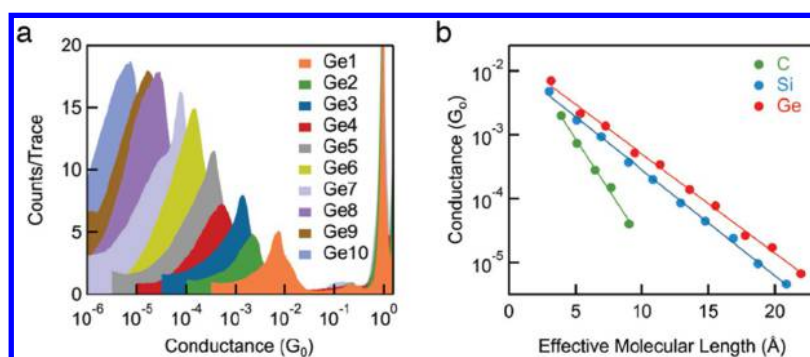 a
20
15
10
5
0
Counts/Trace
Ge1
Ge2
Ge3
Ge4
Ge5
Ge6
Ge7
Ge8
Ge9
Ge10
10⁻⁶ 10⁻⁵ 10⁻⁴ 10⁻³ 10⁻² 10⁻¹ 10⁰
Conductance (G₀)
b
10⁻²
10⁻³
10⁻⁴
10⁻⁵
Conductance (G₀)
C
Si
Ge
0 5 10 15 20
Effective Molecular Length (Å)